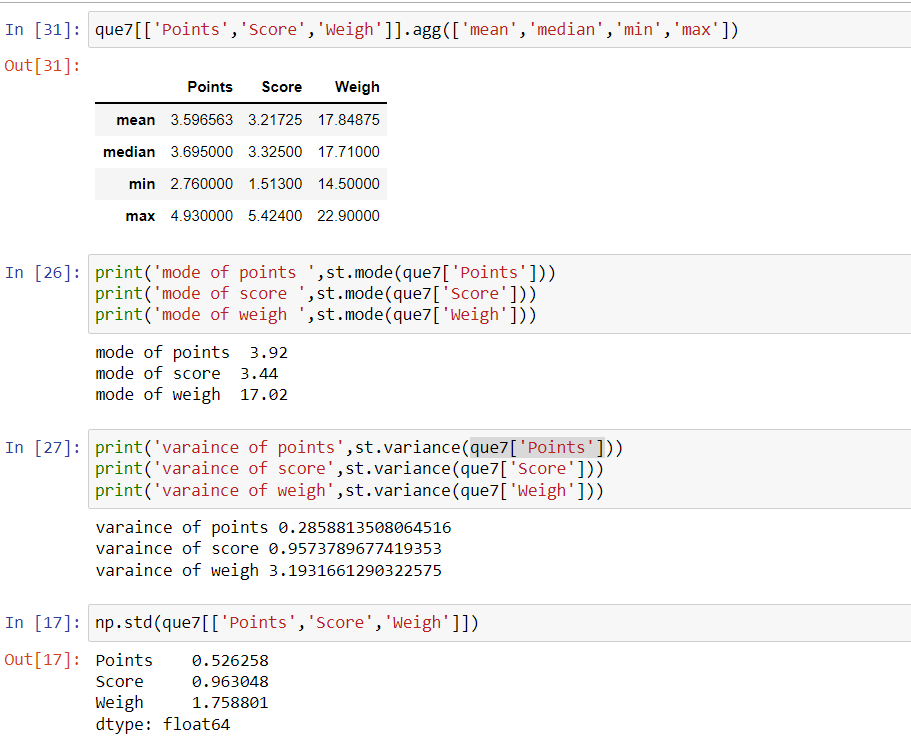 In [31]: que7[['Points','Score','Weigh']].agg(['mean','median','min','max'])
Out[31]:
Points Score Weigh
mean 3.596563 3.21725 17.84875
median 3.695000 3.32500 17.71000
min 2.760000 1.51300 14.50000
max 4.930000 5.42400 22.90000
In [26]: print('mode of points ',st.mode(que7['Points']))
print('mode of score ',st.mode(que7['Score']))
print('mode of weigh ',st.mode(que7['Weigh']))
mode of points  3.92
mode of score  3.44
mode of weigh  17.02
In [27]: print('varaince of points',st.variance(que7['Points']))
print('varaince of score',st.variance(que7['Score']))
print('varaince of weigh',st.variance(que7['Weigh']))
varaince of points 0.2858813508064516
varaince of score 0.9573789677419353
varaince of weigh 3.1931661290322575
In [17]: np.std(que7[['Points','Score','Weigh']])
Out[17]: Points    0.526258
Score     0.963048
Weigh     1.758801
dtype: float64